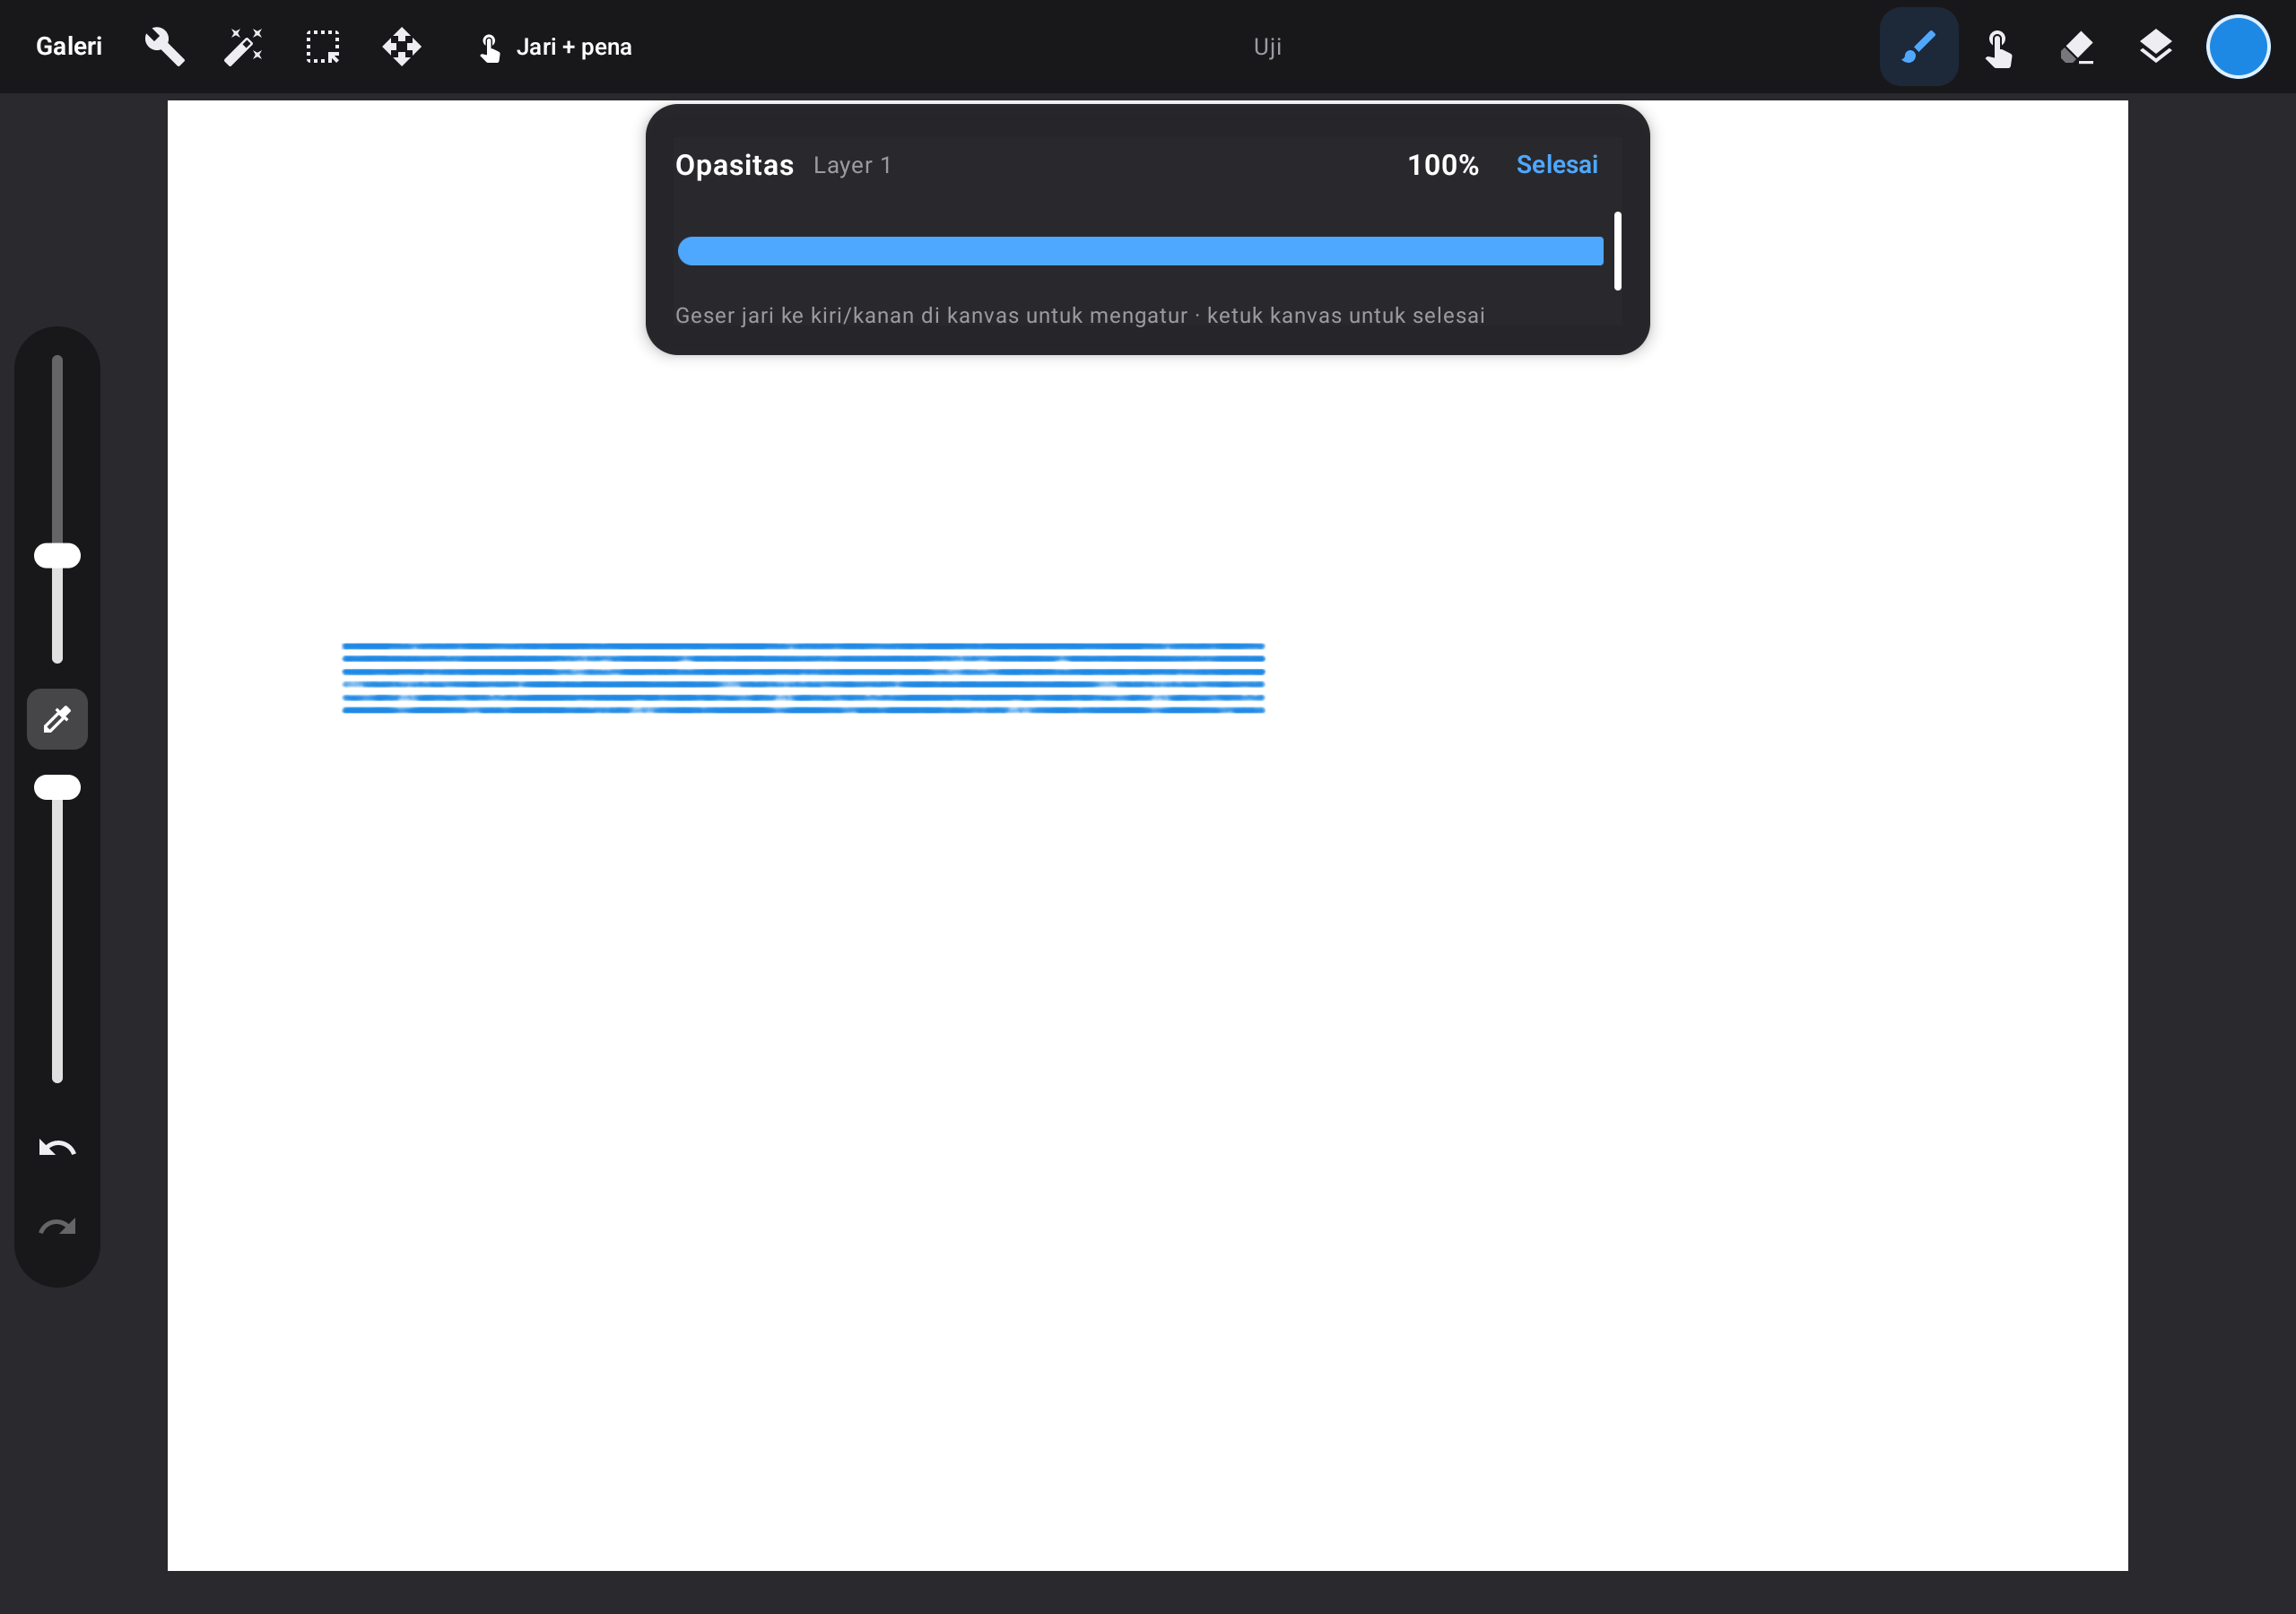 Galeri
Jari + pena
Uji
Opasitas Layer 1 100% Selesai
Geser jari ke kiri/kanan di kanvas untuk mengatur · ketuk kanvas untuk selesai